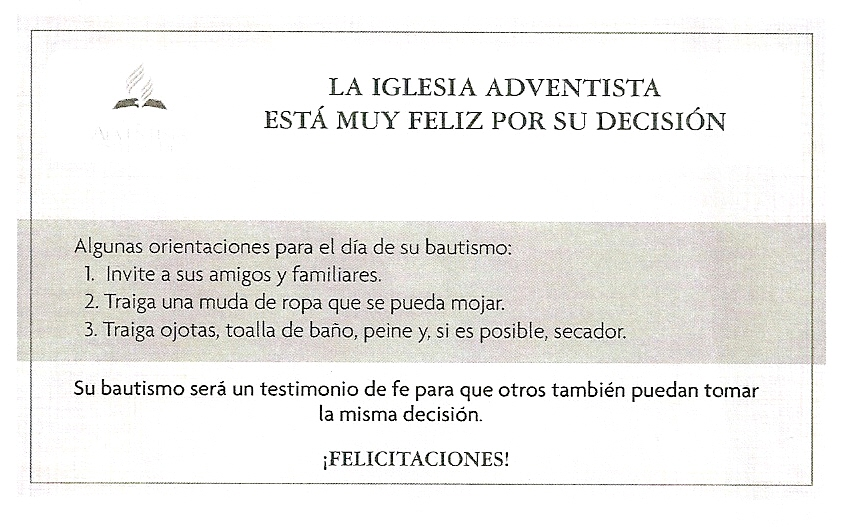 LA IGLESIA ADVENTISTA
ESTÁ MUY FELIZ POR SU DECISIÓN
Algunas orientaciones para el día de su bautismo:
1. Invite a sus amigos y familiares.
2. Traiga una muda de ropa que se pueda mojar.
3. Traiga ojotas, toalla de baño, peine y, si es posible, secador.
Su bautismo será un testimonio de fe para que otros también puedan tomar
la misma decisión.
¡FELICITACIONES!